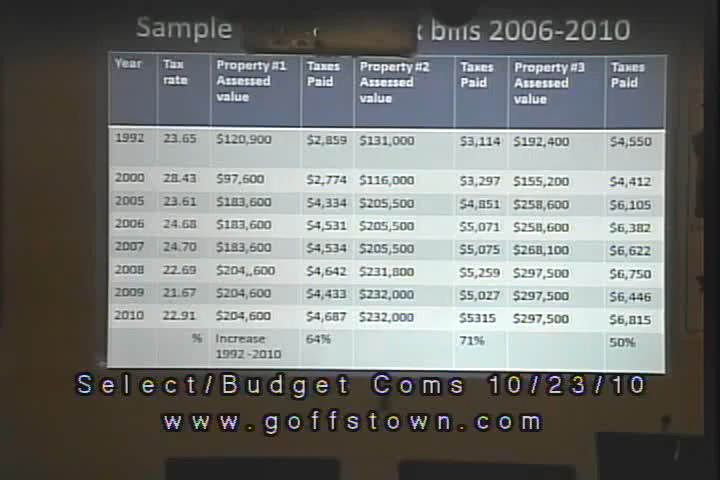 Sample bills 2006-2010
Year Tax rate Property #1 Assessed value Taxes Paid Property #2 Assessed value Taxes Paid Property #3 Assessed value Taxes Paid
1992 23.65 $120,900 $2,859 $131,000 $3,114 $192,400 $4,550
2000 28.43 $97,600 $2,774 $116,000 $3,297 $155,200 $4,412
2005 23.61 $183,600 $4,334 $205,500 $4,851 $258,600 $6,105
2006 24.68 $183,600 $4,531 $205,500 $5,071 $258,600 $6,382
2007 24.70 $183,600 $4,534 $205,500 $5,075 $268,100 $6,622
2008 22.69 $204,,600 $4,642 $231,800 $5,259 $297,500 $6,750
2009 21.67 $204,600 $4,433 $232,000 $5,027 $297,500 $6,446
2010 22.91 $204,600 $4,687 $232,000 $5315 $297,500 $6,815
% Increase 1992-2010 64% 71% 50%
Select/Budget Coms 10/23/10
www.goffstown.com